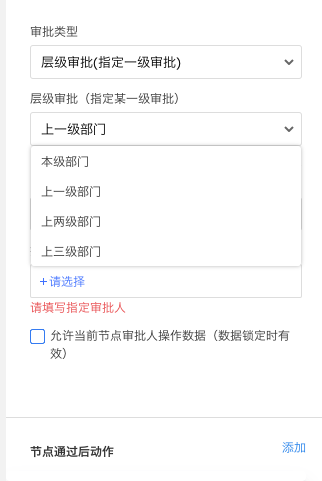 审批类型
层级审批(指定一级审批)
层级审批（指定某一级审批）
上一级部门
本级部门
上一级部门
上两级部门
上三级部门
+请选择
请填写指定审批人
允许当前节点审批人操作数据（数据锁定时有
效）
节点通过后动作
添加